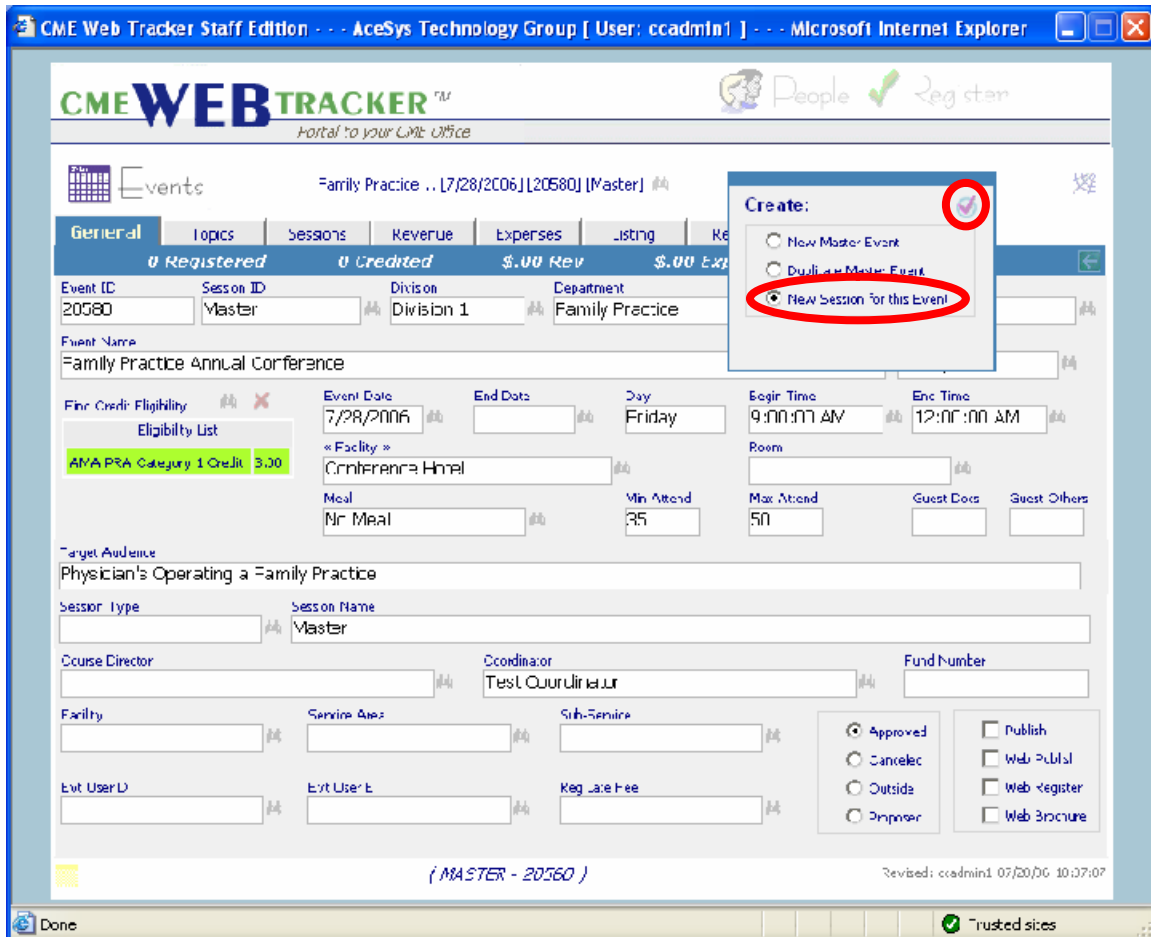 CME Web Tracker Staff Edition - - - AceSys Technology Group [ User: ccadmin1 ] - - - Microsoft Internet Explorer
CME WEB TRACKER TM
Portal to your CME Office
People Register
Events
Family Practice ... [7/28/2006] [20580] [Master]
Create:
New Master Event
Duplicate Master Event
New Session for this Event
General Topics Sessions Revenue Expenses Listing Re
0 Registered 0 Credited $.00 Rev $.00 Exp
Event ID Session ID Division Department
20580 Master Division 1 Family Practice
Event Name
Family Practice Annual Conference
Find Credit Eligibility
Eligibility List
AMA PRA Category 1 Credit 3.00
Event Date End Date Day Begin Time End Time
7/28/2006 Friday 9:00:00 AM 12:00:00 AM
« Facility » Room
Conference Hotel
Meal Min Attend Max Attend Guest Docs Guest Others
No Meal 35 50
Target Audience
Physician's Operating a Family Practice
Session Type Session Name
Master
Course Director Coordinator Fund Number
Test Coordinator
Facility Service Area Sub-Service
Evt User D Evt User E Reg Late Fee
Approved
Canceled
Outside
Proposed
Publish
Web Publish
Web Register
Web Brochure
( MASTER - 20580 )
Revised: ccadmin1 07/20/06 10:37:07
Done Trusted sites